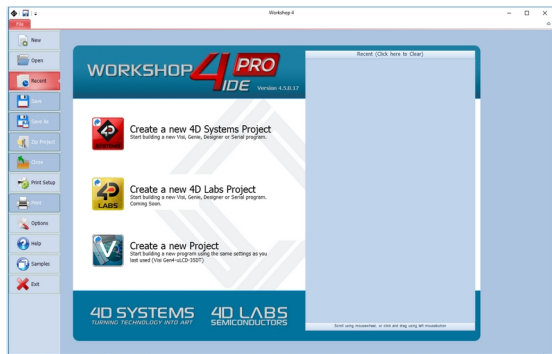 Workshop 4
File
New
Open
Recent
Save
Save As
Zip Project
Close
Print Setup
Print
Options
Help
Samples
Exit
WORKSHOP 4 PRO
IDE Version 4.5.0.17
Recent (Click here to Clear)
SYSTEMS
Create a new 4D Systems Project
Start building a new Visi, Genie, Designer or Serial program.
4D
LABS
Create a new 4D Labs Project
Start building a new Visi, Genie, Designer or Serial program.
Coming Soon.
Create a new Project
Start building a new program using the same settings as you
last used (Visi Gen4-uLCD-35DT)
4D SYSTEMS
TURNING TECHNOLOGY INTO ART
4D LABS
SEMICONDUCTORS
Scroll using mousewheel, or click and drag using left mousebutton